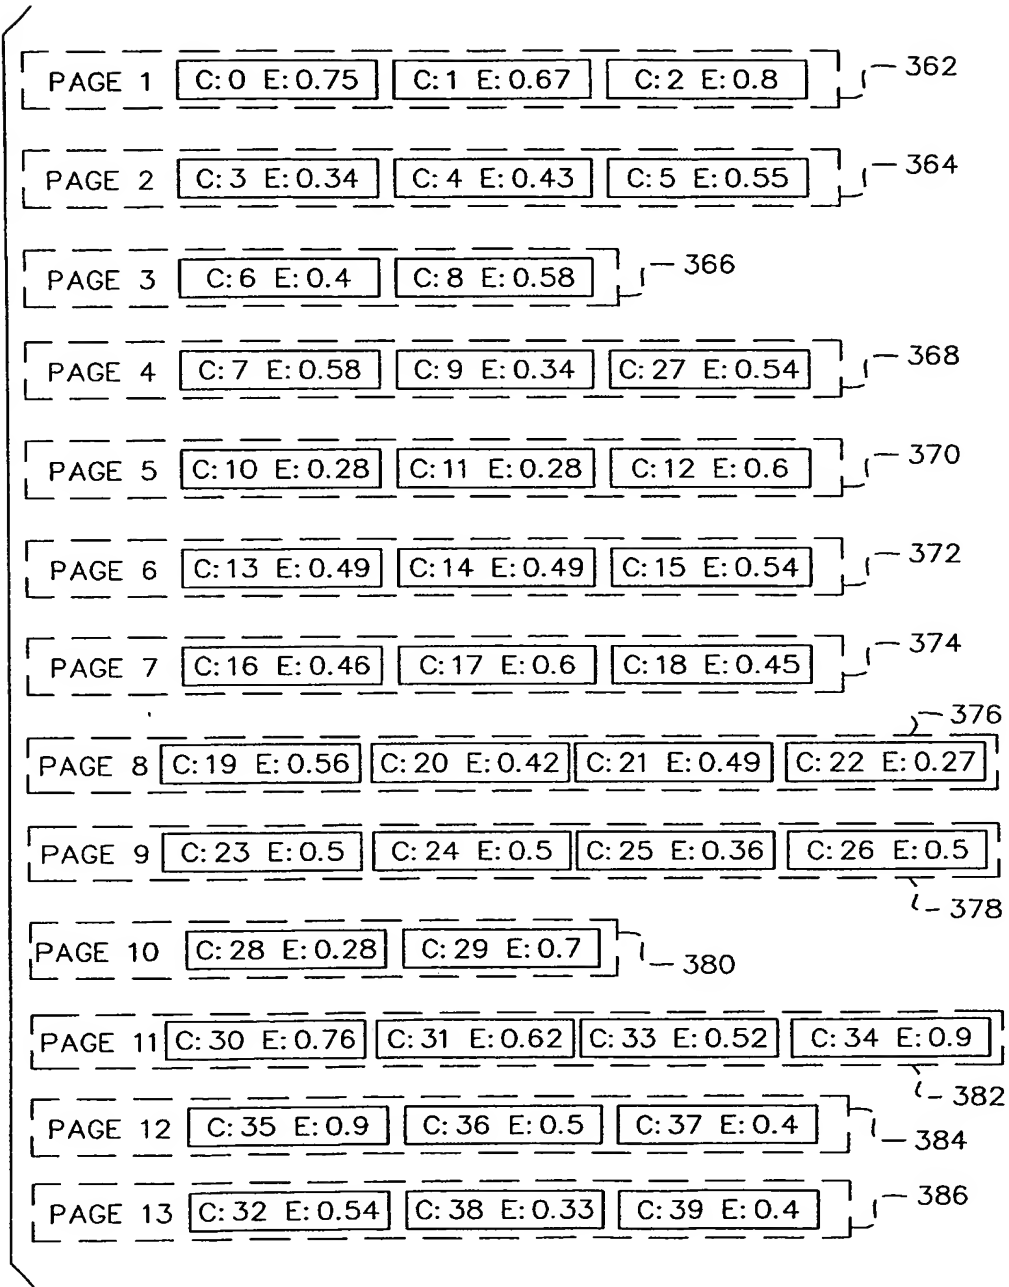 PAGE 1 C: 0 E: 0.75 C: 1 E: 0.67 C: 2 E: 0.8 362
PAGE 2 C: 3 E: 0.34 C: 4 E: 0.43 C: 5 E: 0.55 364
PAGE 3 C: 6 E: 0.4 C: 8 E: 0.58 366
PAGE 4 C: 7 E: 0.58 C: 9 E: 0.34 C: 27 E: 0.54 368
PAGE 5 C: 10 E: 0.28 C: 11 E: 0.28 C: 12 E: 0.6 370
PAGE 6 C: 13 E: 0.49 C: 14 E: 0.49 C: 15 E: 0.54 372
PAGE 7 C: 16 E: 0.46 C: 17 E: 0.6 C: 18 E: 0.45 374
376
PAGE 8 C: 19 E: 0.56 C: 20 E: 0.42 C: 21 E: 0.49 C: 22 E: 0.27
PAGE 9 C: 23 E: 0.5 C: 24 E: 0.5 C: 25 E: 0.36 C: 26 E: 0.5
378
PAGE 10 C: 28 E: 0.28 C: 29 E: 0.7 380
PAGE 11 C: 30 E: 0.76 C: 31 E: 0.62 C: 33 E: 0.52 C: 34 E: 0.9
382
PAGE 12 C: 35 E: 0.9 C: 36 E: 0.5 C: 37 E: 0.4 384
PAGE 13 C: 32 E: 0.54 C: 38 E: 0.33 C: 39 E: 0.4 386